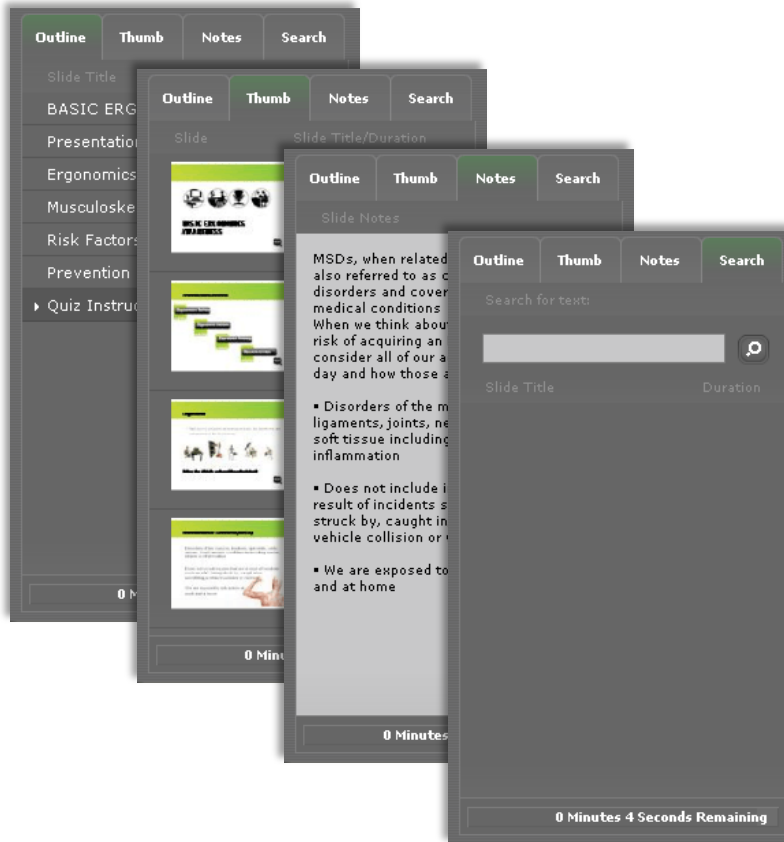 Outline Thumb Notes Search
Slide Title
BASIC ERG
Presentation
Ergonomics
Musculoske
Risk Factors
Prevention
Quiz Instruc
0 M
Outline Thumb Notes Search
Slide Slide Title/Duration
BASIC ERGONOMICS
AWARENESS
0 Minu
Outline Thumb Notes Search
Slide Notes
MSDs, when related
also referred to as c
disorders and cover
medical conditions
When we think abou
risk of acquiring an
consider all of our a
day and how those a
▪ Disorders of the m
ligaments, joints, ne
soft tissue including
inflammation
▪ Does not include i
result of incidents s
struck by, caught in
vehicle collision or
▪ We are exposed to
and at home
0 Minutes
Outline Thumb Notes Search
Search for text:
Slide Title Duration
0 Minutes 4 Seconds Remaining